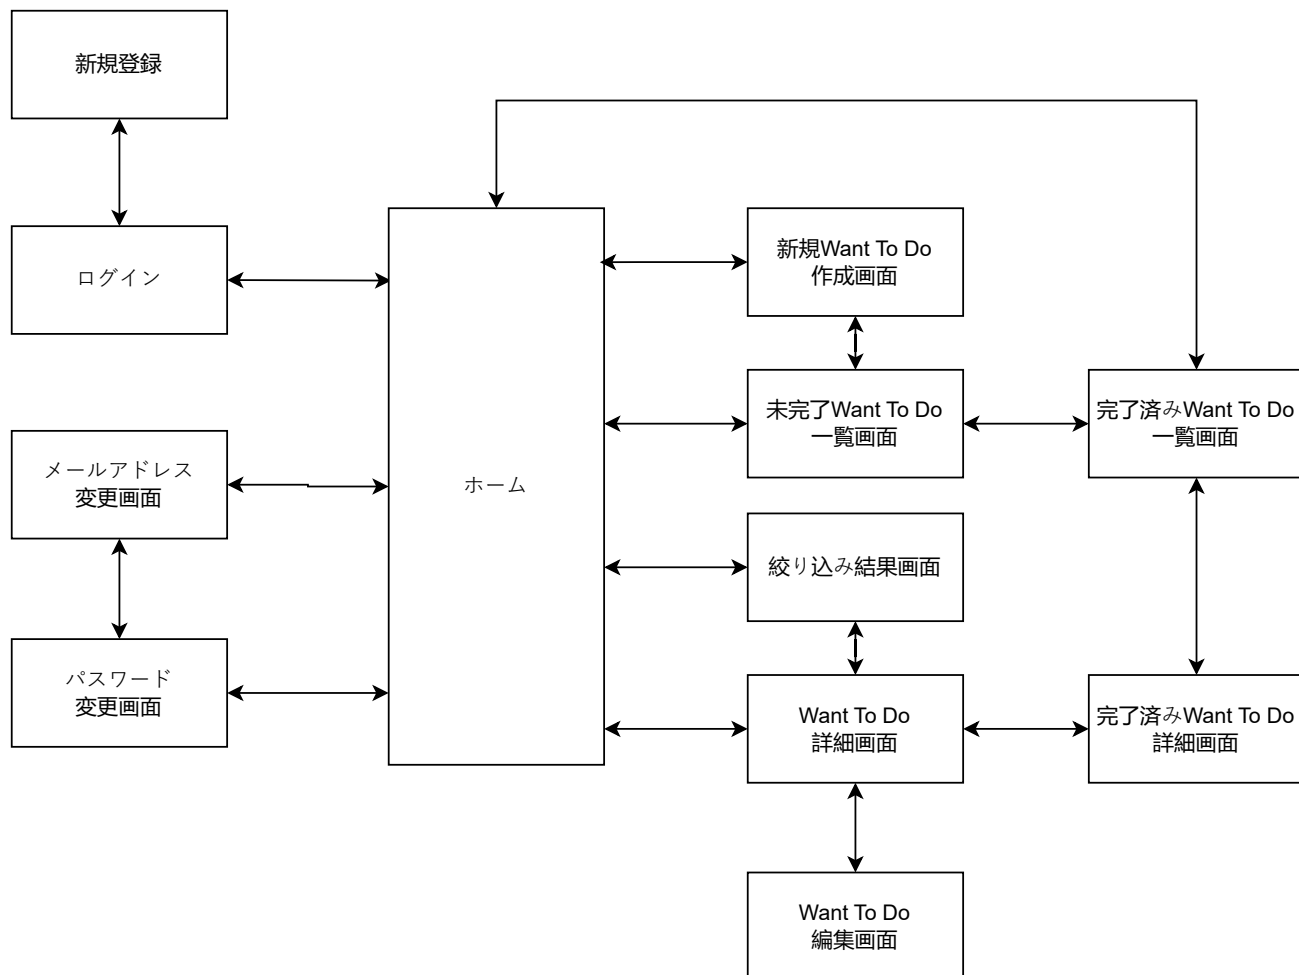 新規登録
ログイン
メールアドレス
変更画面
パスワード
変更画面
ホーム
新規Want To Do
作成画面
未完了Want To Do
一覧画面
絞り込み結果画面
Want To Do
詳細画面
Want To Do
編集画面
完了済みWant To Do
一覧画面
完了済みWant To Do
詳細画面